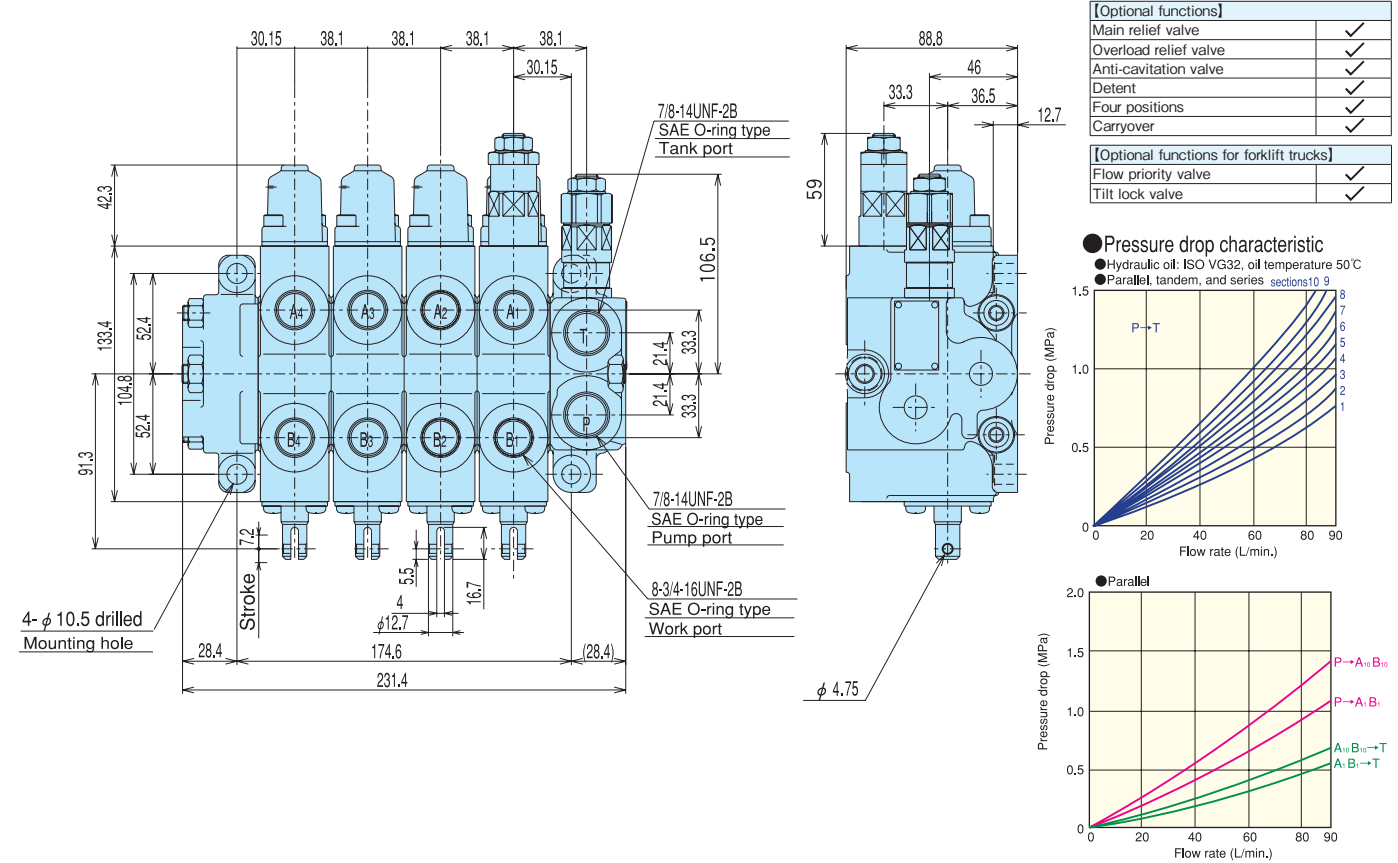 30.15
38.1
38.1
38.1
38.1
30.15
7/8-14UNF-2B
SAE O-ring type
Tank port
42.3
133.4
104.8
52.4
52.4
91.3
7.2
Stroke
106.5
21.4
33.3
21.4
33.3
A4
A3
A2
A1
T
B4
B3
B2
B1
P
7/8-14UNF-2B
SAE O-ring type
Pump port
8-3/4-16UNF-2B
SAE O-ring type
Work port
5.5
16.7
4
φ12.7
4-φ 10.5 drilled
Mounting hole
28.4
174.6
(28.4)
231.4
88.8
46
33.3
36.5
12.7
59
φ 4.75
【Optional functions】
Main relief valve ✓
Overload relief valve ✓
Anti-cavitation valve ✓
Detent ✓
Four positions ✓
Carryover ✓
【Optional functions for forklift trucks】
Flow priority valve ✓
Tilt lock valve ✓
●Pressure drop characteristic
●Hydraulic oil: ISO VG32, oil temperature 50℃
●Parallel, tandem, and series
sections10 9
8
7
6
5
4
3
2
1
P→T
Pressure drop (MPa)
1.5
1.0
0.5
0
0 20 40 60 80 90
Flow rate (L/min.)
●Parallel
Pressure drop (MPa)
2.0
1.5
1.0
0.5
0
P→A10 B10
P→A1 B1
A10 B10→T
A1 B1→T
0 20 40 60 80 90
Flow rate (L/min.)